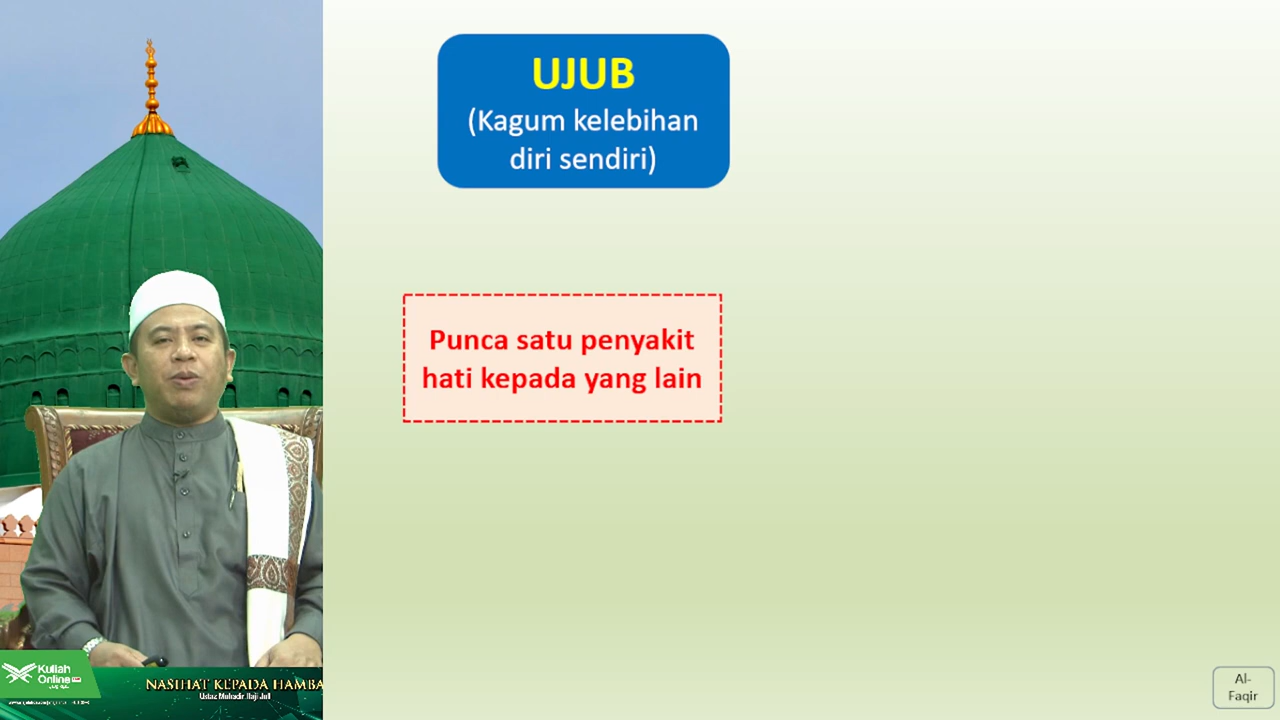 UJUB
(Kagum kelebihan
diri sendiri)
Punca satu penyakit
hati kepada yang lain
Kuliah
Online
NASIHAT KEPADA HAMBA
Al-
Faqir